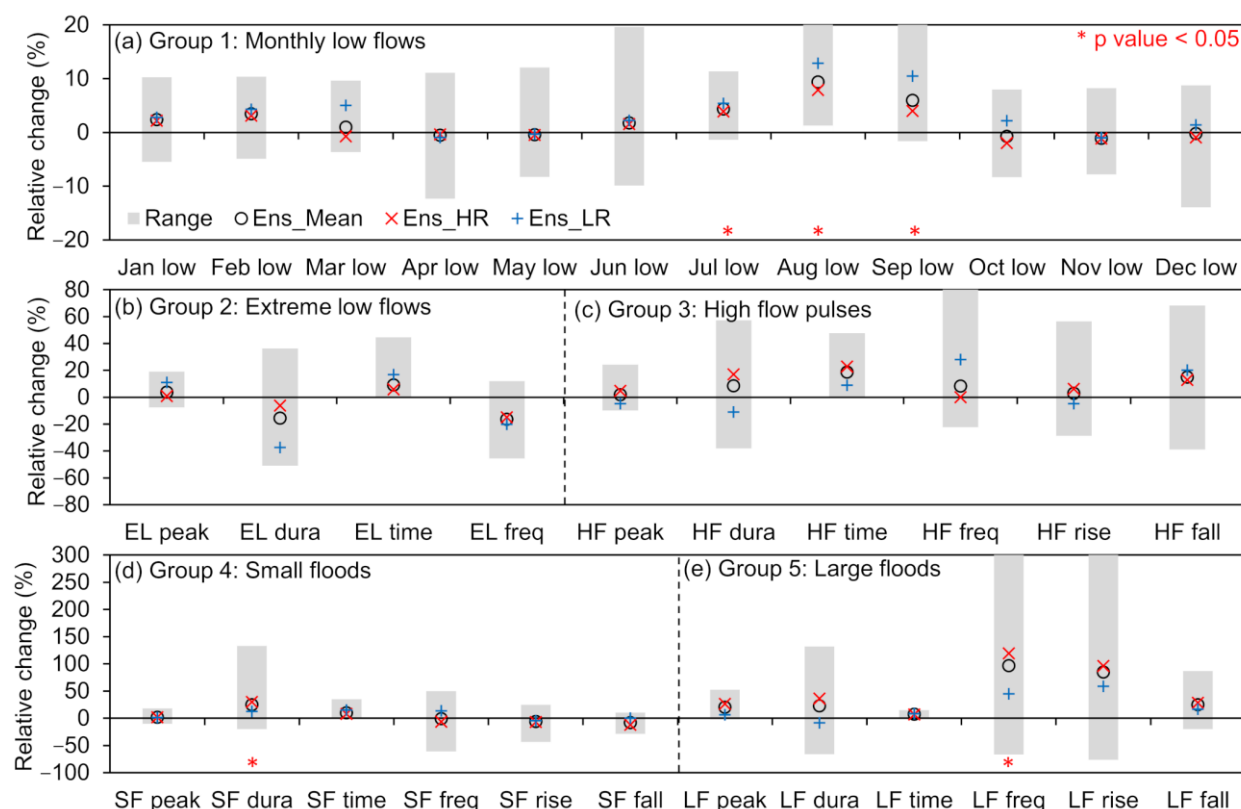 (a) Group 1: Monthly low flows
* p value < 0.05
Relative change (%)
20
10
0
−10
−20
Range Ens_Mean Ens_HR Ens_LR
* * *
Jan low Feb low Mar low Apr low May low Jun low Jul low Aug low Sep low Oct low Nov low Dec low
(b) Group 2: Extreme low flows
(c) Group 3: High flow pulses
Relative change (%)
80
60
40
20
0
−20
−40
−60
−80
EL peak EL dura EL time EL freq HF peak HF dura HF time HF freq HF rise HF fall
(d) Group 4: Small floods
(e) Group 5: Large floods
Relative change (%)
300
250
200
150
100
50
0
−50
−100
* *
SF peak SF dura SF time SF freq SF rise SF fall LF peak LF dura LF time LF freq LF rise LF fall